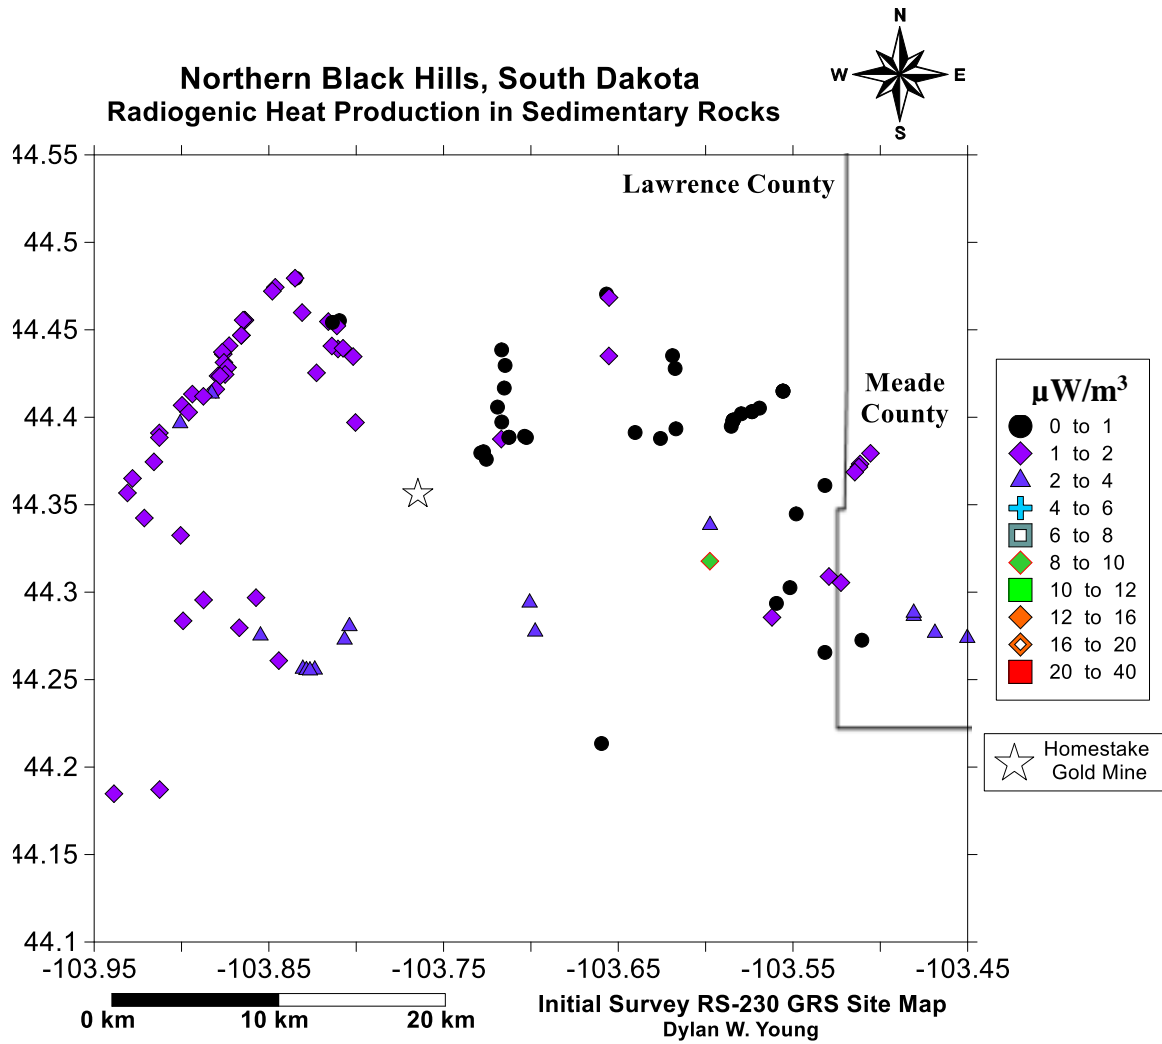 N
W E
S
Northern Black Hills, South Dakota
Radiogenic Heat Production in Sedimentary Rocks
44.55
Lawrence County
44.5
44.45
44.4
44.35
44.3
44.25
44.2
44.15
44.1
Meade
County
µW/m³
0 to 1
1 to 2
2 to 4
4 to 6
6 to 8
8 to 10
10 to 12
12 to 16
16 to 20
20 to 40
Homestake
Gold Mine
-103.95 -103.85 -103.75 -103.65 -103.55 -103.45
0 km 10 km 20 km
Initial Survey RS-230 GRS Site Map
Dylan W. Young